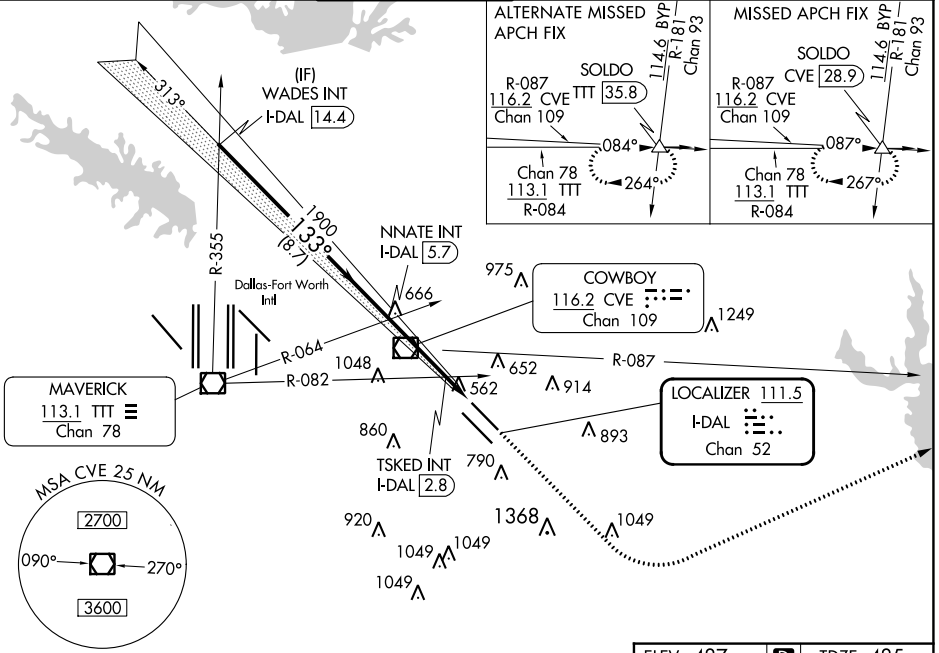 ALTERNATE MISSED
APCH FIX
114.6 BYP
R-181
Chan 93
SOLDO
TTT 35.8
R-087
116.2 CVE
Chan 109
084°
264°
Chan 78
113.1 TTT
R-084
MISSED APCH FIX
114.6 BYP
R-181
Chan 93
SOLDO
CVE 28.9
R-087
116.2 CVE
Chan 109
087°
267°
Chan 78
113.1 TTT
R-084
313°
(IF)
WADES INT
I-DAL 14.4
1900
133°
(8.7)
R-355
NNATE INT
I-DAL 5.7
Dallas-Fort Worth
Intl
666
975
COWBOY
116.2 CVE
Chan 109
1249
R-064
R-082
1048
652
R-087
562
914
MAVERICK
113.1 TTT
Chan 78
LOCALIZER 111.5
I-DAL
Chan 52
860
893
TSKED INT
I-DAL 2.8
790
MSA CVE 25 NM
2700
090°
270°
3600
920
1368
1049
1049
1049
1049
ELEV 487
D
TDZE 485